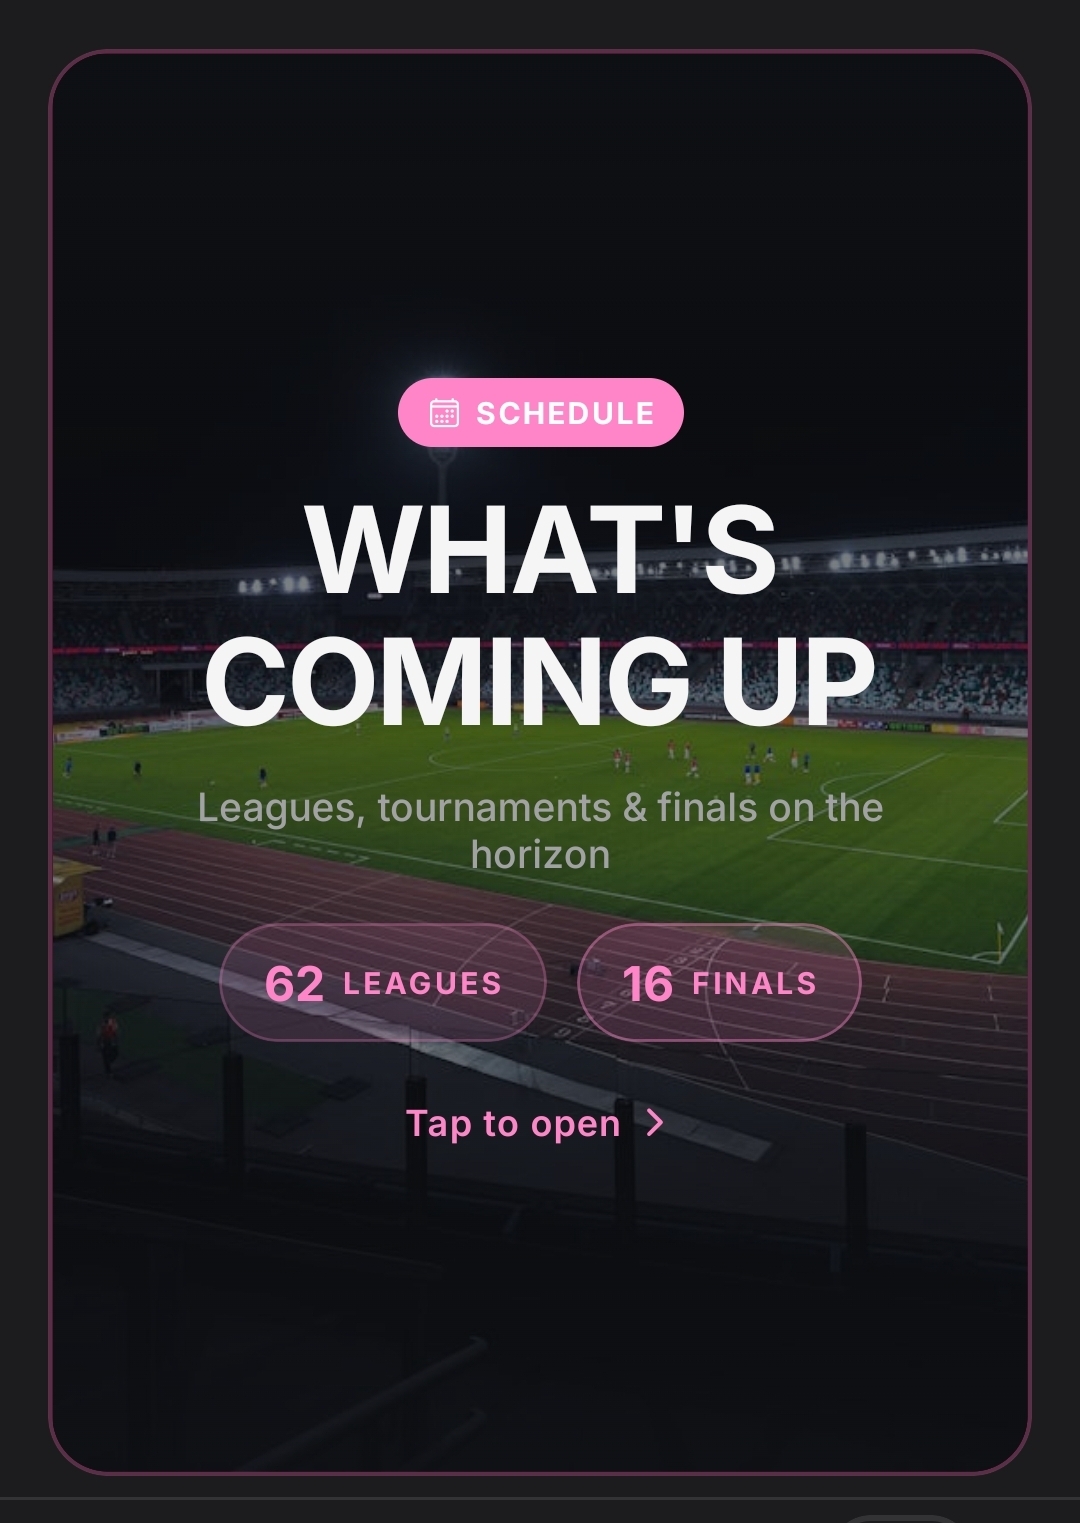 SCHEDULE
WHAT'S
COMING UP
Leagues, tournaments & finals on the
horizon
62 LEAGUES
16 FINALS
Tap to open